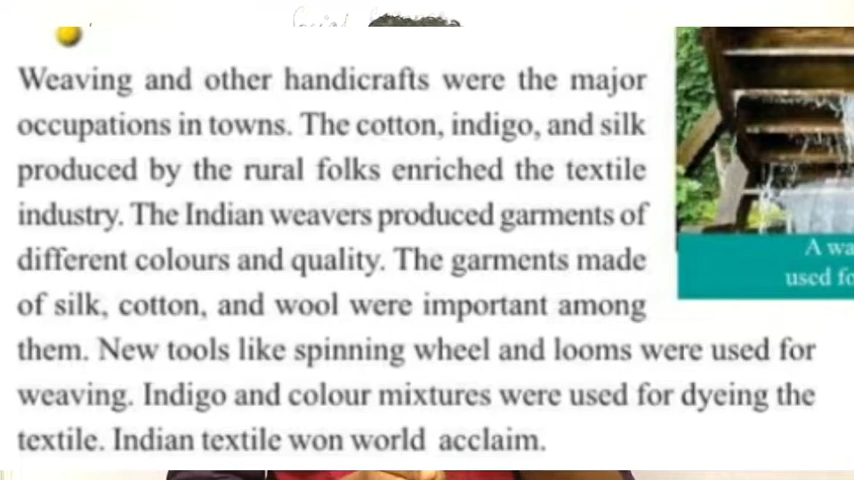 Weaving and other handicrafts were the major
occupations in towns. The cotton, indigo, and silk
produced by the rural folks enriched the textile
industry. The Indian weavers produced garments of
different colours and quality. The garments made
of silk, cotton, and wool were important among
them. New tools like spinning wheel and looms were used for
weaving. Indigo and colour mixtures were used for dyeing the
textile. Indian textile won world acclaim.
A
used